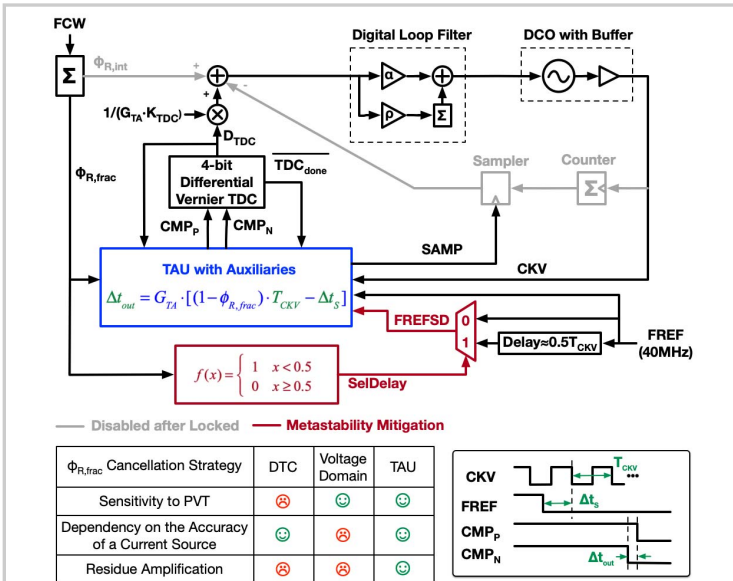 FCW
Digital Loop Filter
DCO with Buffer
Σ
ϕR,int
+
-
+
α
ρ
Σ
1/(GTA·KTDC)
DTDC
4-bit
Differential
Vernier TDC
TDCdone
Sampler
Counter
Σ<
ϕR,frac
CMPP
CMPN
SAMP
CKV
TAU with Auxiliaries
Δtout = GTA·[(1−ϕR,frac)·TCKV − ΔtS]
FREFSD
0
1
Delay≈0.5TCKV
FREF
(40MHz)
f(x)={ 1 x<0.5
0 x≥0.5
SelDelay
Disabled after Locked
Metastability Mitigation
ϕR,frac Cancellation Strategy DTC Voltage Domain TAU
Sensitivity to PVT
Dependency on the Accuracy
of a Current Source
Residue Amplification
CKV
TCKV
•••
FREF
Δts
CMPP
CMPN
Δtout